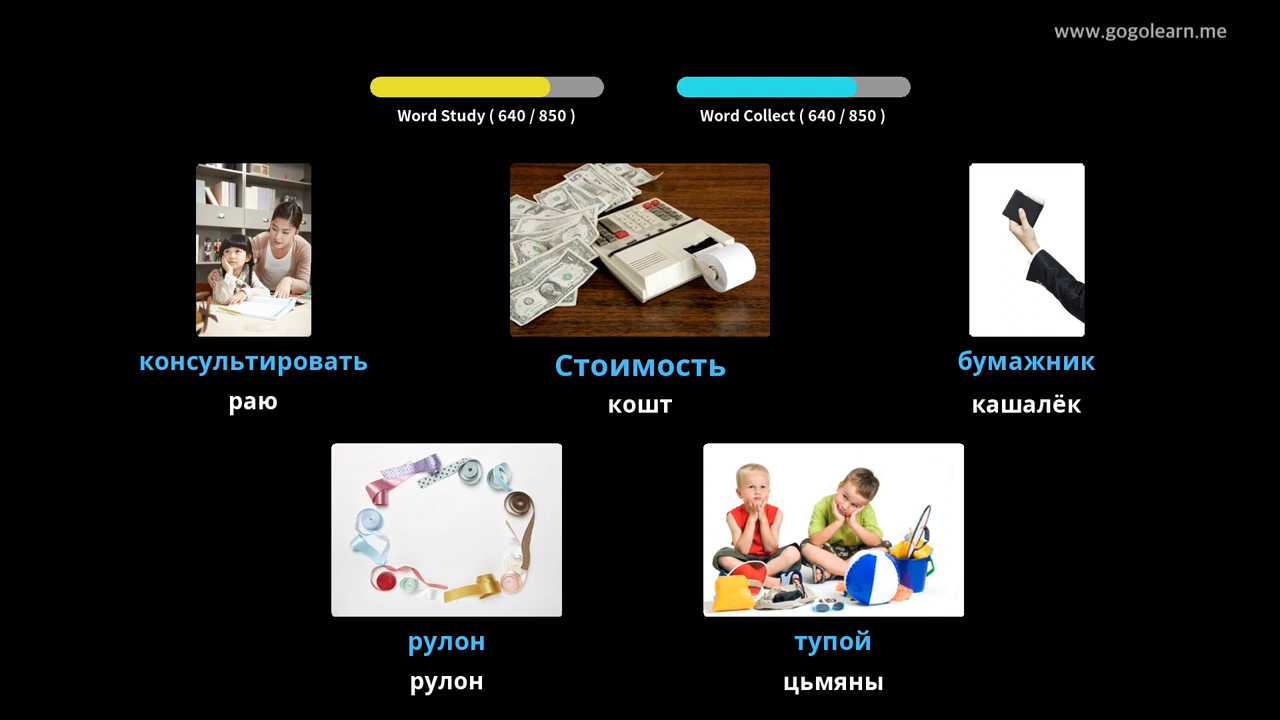 www.gogolearn.me
Word Study ( 640 / 850 )
Word Collect ( 640 / 850 )
консультировать
раю
Стоимость
кошт
бумажник
кашалёк
рулон
рулон
тупой
цьмяны